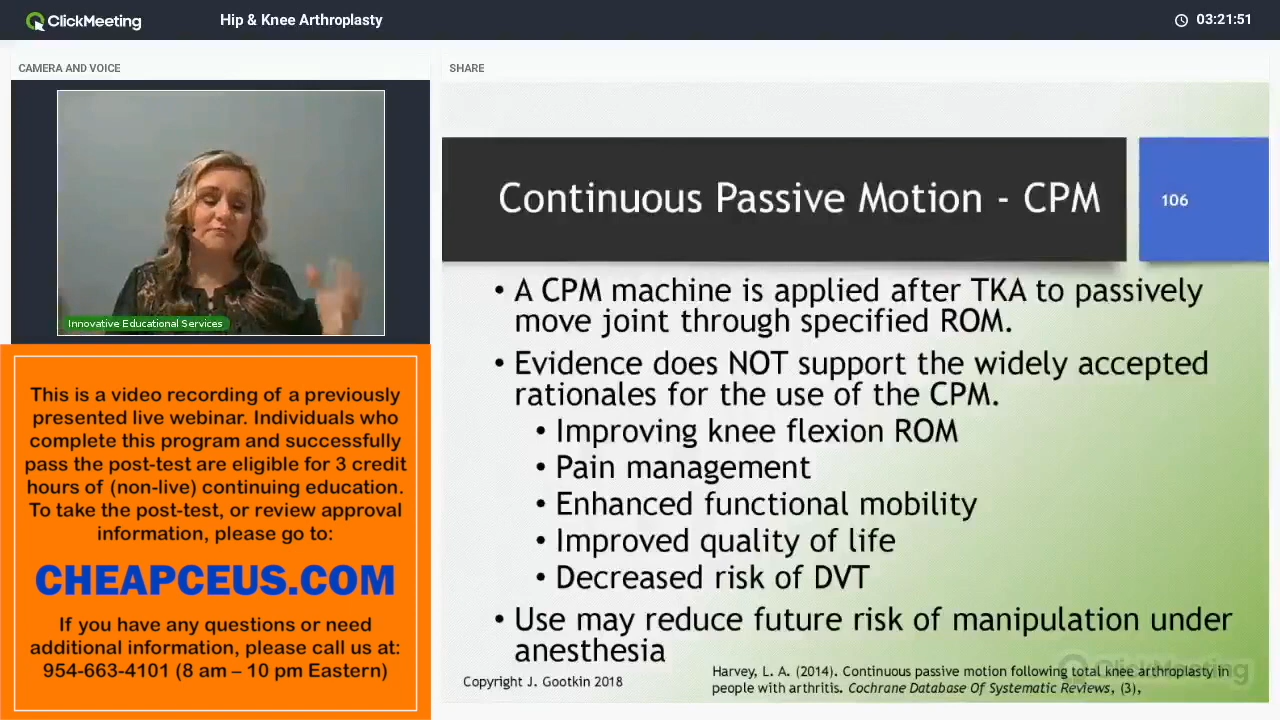 ClickMeeting
Hip & Knee Arthroplasty
03:21:51
CAMERA AND VOICE
SHARE
Innovative Educational Services
This is a video recording of a previously
presented live webinar. Individuals who
complete this program and successfully
pass the post-test are eligible for 3 credit
hours of (non-live) continuing education.
To take the post-test, or review approval
information, please go to:
CHEAPCEUS.COM
If you have any questions or need
additional information, please call us at:
954-663-4101 (8 am – 10 pm Eastern)
Continuous Passive Motion - CPM
106
• A CPM machine is applied after TKA to passively
move joint through specified ROM.
• Evidence does NOT support the widely accepted
rationales for the use of the CPM.
• Improving knee flexion ROM
• Pain management
• Enhanced functional mobility
• Improved quality of life
• Decreased risk of DVT
• Use may reduce future risk of manipulation under
anesthesia
Copyright J. Gootkin 2018
Harvey, L. A. (2014). Continuous passive motion following total knee arthroplasty in
people with arthritis. Cochrane Database Of Systematic Reviews, (3),
ClickMeeting